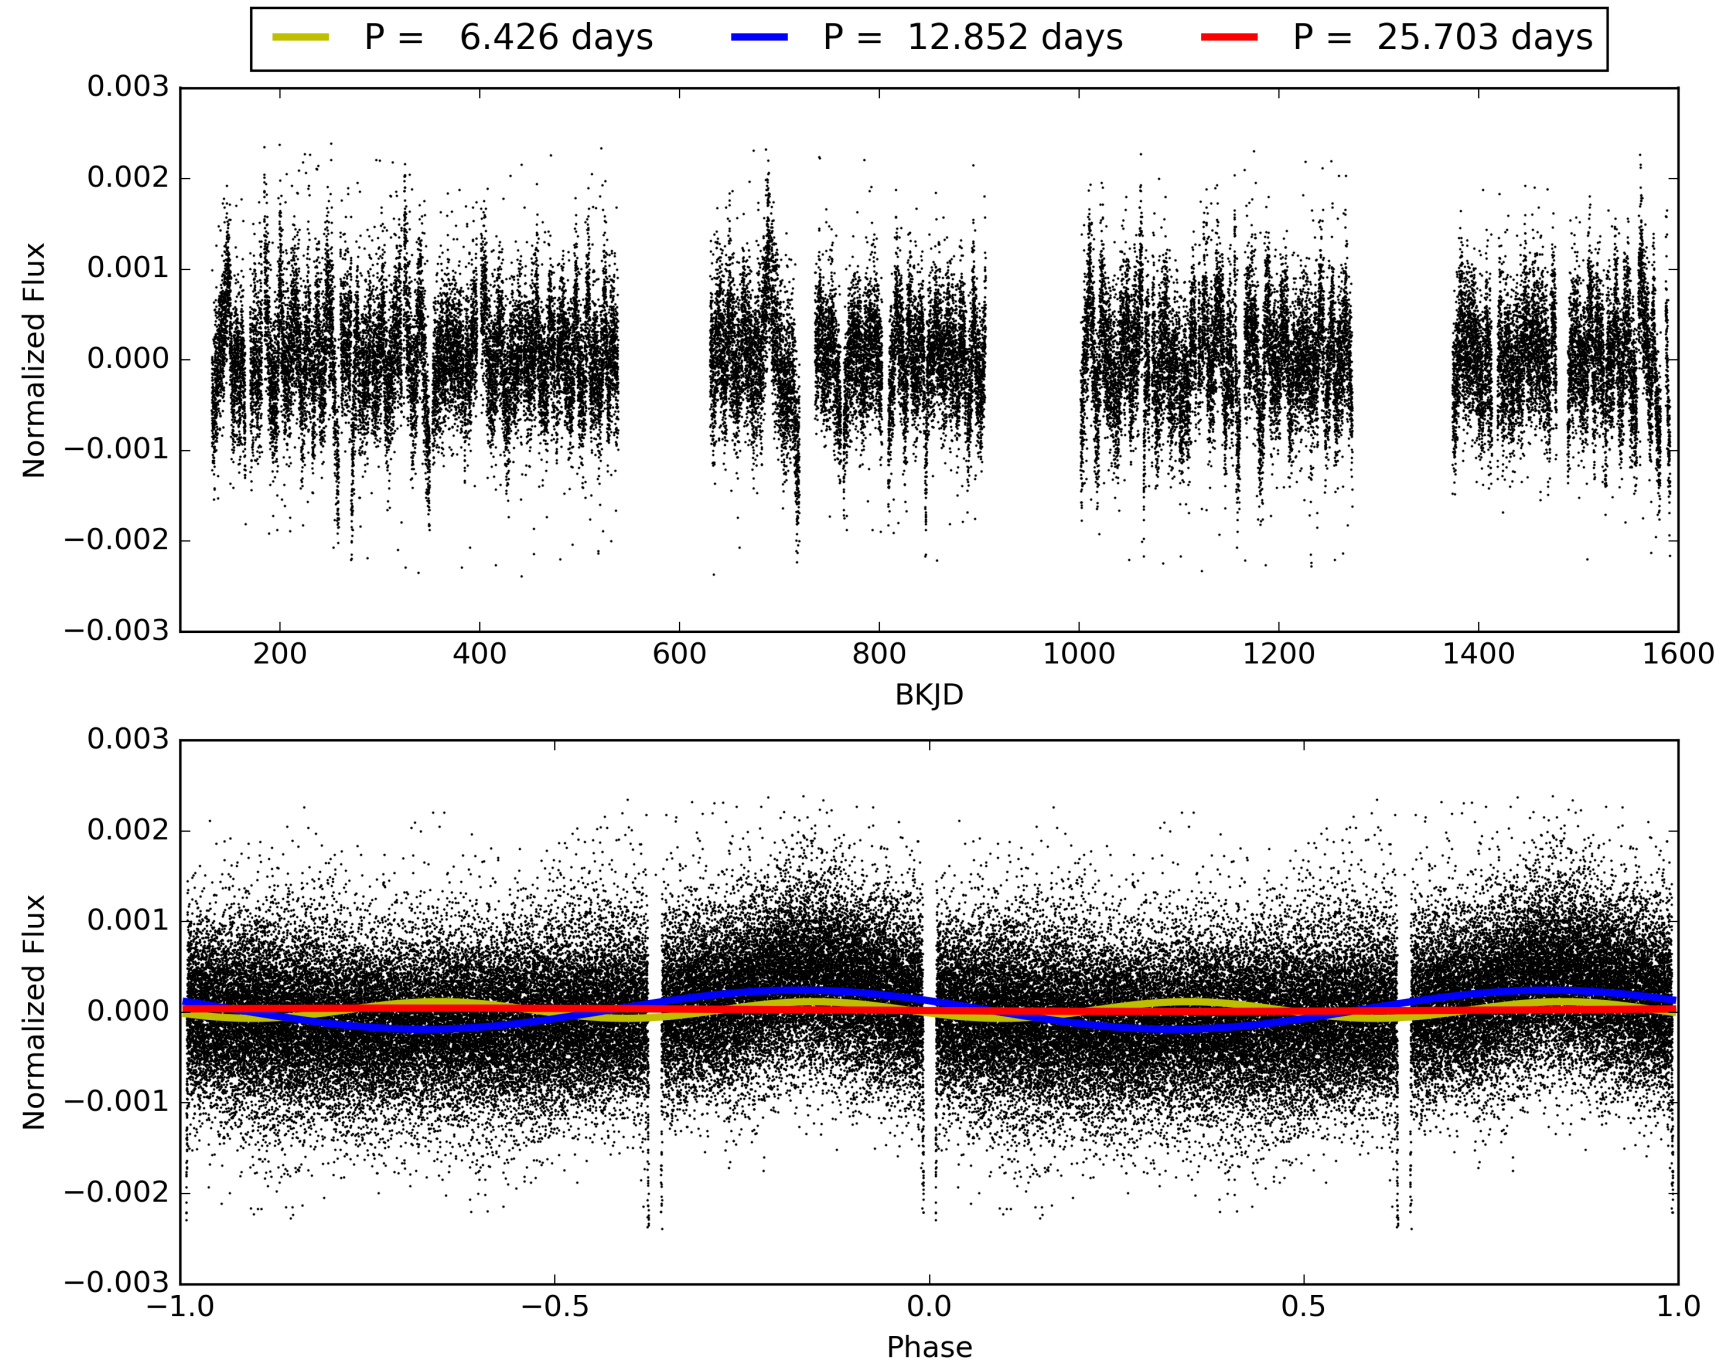 P = 6.426 days P = 12.852 days P = 25.703 days
0.003
0.002
0.001
0.000
−0.001
−0.002
−0.003
Normalized Flux
200 400 600 800 1000 1200 1400 1600
BKJD
0.003
0.002
0.001
0.000
−0.001
−0.002
−0.003
Normalized Flux
−1.0 −0.5 0.0 0.5 1.0
Phase